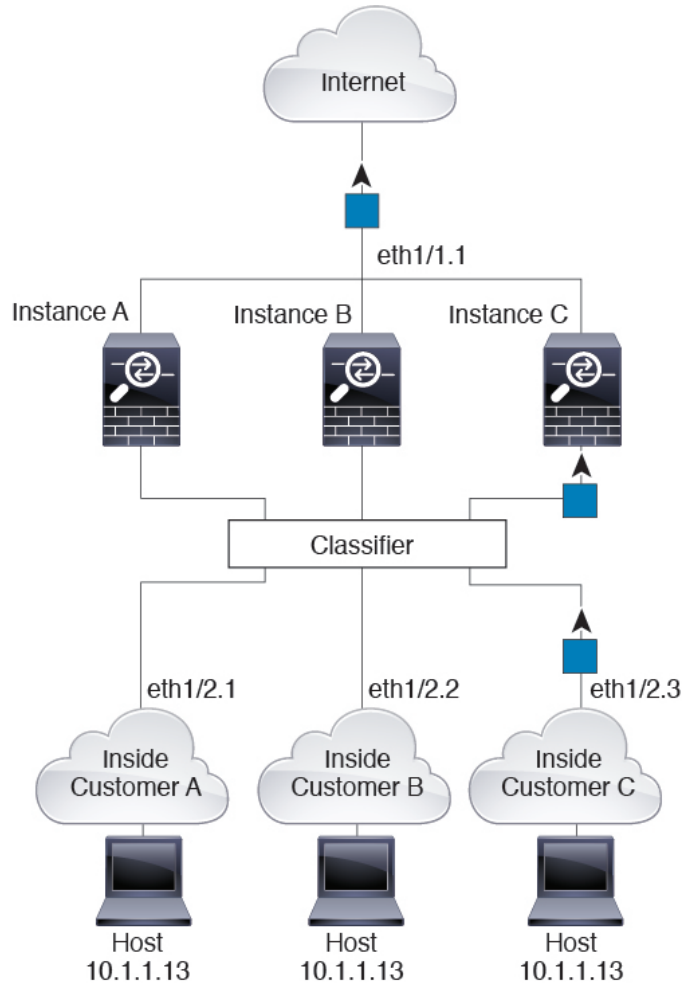 Internet
eth1/1.1
Instance A
Instance B
Instance C
Classifier
eth1/2.1
eth1/2.2
eth1/2.3
Inside
Customer A
Inside
Customer B
Inside
Customer C
Host
10.1.1.13
Host
10.1.1.13
Host
10.1.1.13